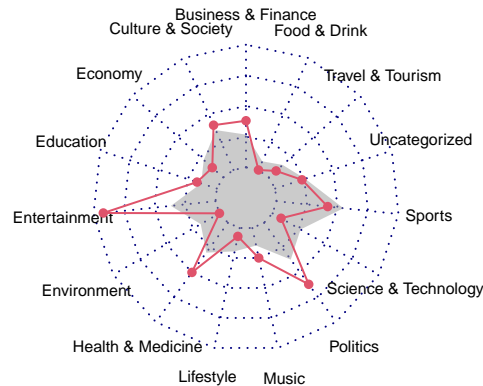 Business & Finance
Culture & Society
Food & Drink
Economy
Travel & Tourism
Education
Uncategorized
Entertainment
Sports
Environment
Science & Technology
Health & Medicine
Politics
Lifestyle
Music